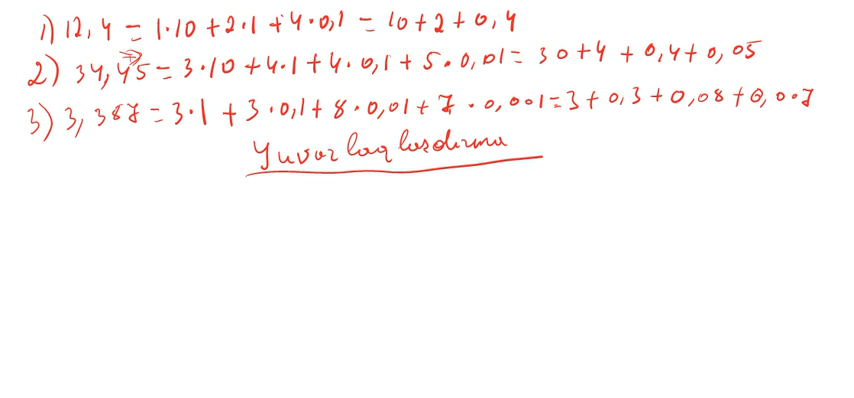 1) 12,4 = 1·10 + 2·1 + 4·0,1 = 10 + 2 + 0,4
2) 34,45 = 3·10 + 4·1 + 4·0,1 + 5·0,01 = 30 + 4 + 0,4 + 0,05
3) 3,387 = 3·1 + 3·0,1 + 8·0,01 + 7·0,001 = 3 + 0,3 + 0,08 + 0,007
Yuvarlaqlaşdırma